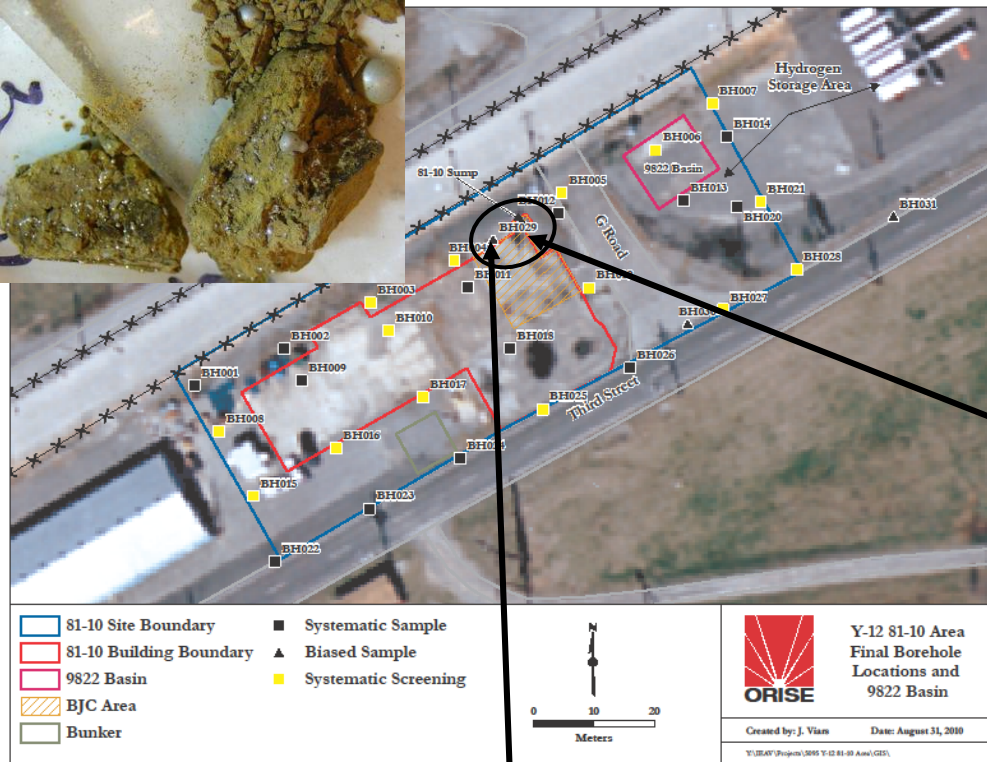 Hydrogen
Storage Area
BH007
BH014
BH006
9822 Basin
81-10 Sump
BH005
BH012
BH013
BH021
BH020
BH031
BH029
G Road
BH028
BH011
BH003
BH027
BH010
BH002
BH018
BH026
BH009
BH001
BH017
BH025
Third Street
BH008
BH016
BH015
BH023
BH022
81-10 Site Boundary
81-10 Building Boundary
9822 Basin
BJC Area
Bunker
Systematic Sample
Biased Sample
Systematic Screening
N
0 10 20
Meters
ORISE
Y-12 81-10 Area
Final Borehole
Locations and
9822 Basin
Created by: J. Viars Date: August 31, 2010